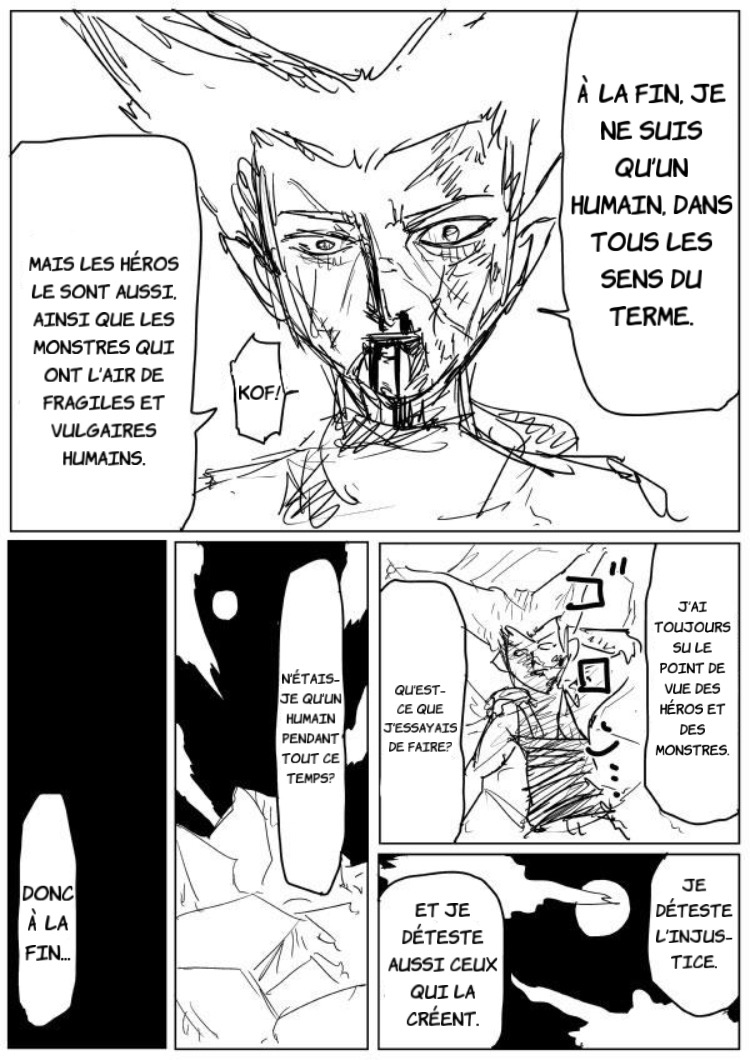 À LA FIN, JE
NE SUIS
QU'UN
HUMAIN, DANS
TOUS LES
SENS DU
TERME.
MAIS LES HÉROS
LE SONT AUSSI,
AINSI QUE LES
MONSTRES QUI
ONT L'AIR DE
FRAGILES ET
VULGAIRES
HUMAINS.
KOF!
J'AI
TOUJOURS
SU LE
POINT DE
VUE DES
HÉROS ET
DES
MONSTRES.
QU'EST-
CE QUE
J'ESSAYAIS
DE FAIRE?
JE
DÉTESTE
L'INJUS-
TICE.
ET JE
DÉTESTE
AUSSI CEUX
QUI LA
CRÉENT.
N'ÉTAIS-
JE QU'UN
HUMAIN
PENDANT
TOUT CE
TEMPS?
DONC
À LA
FIN...